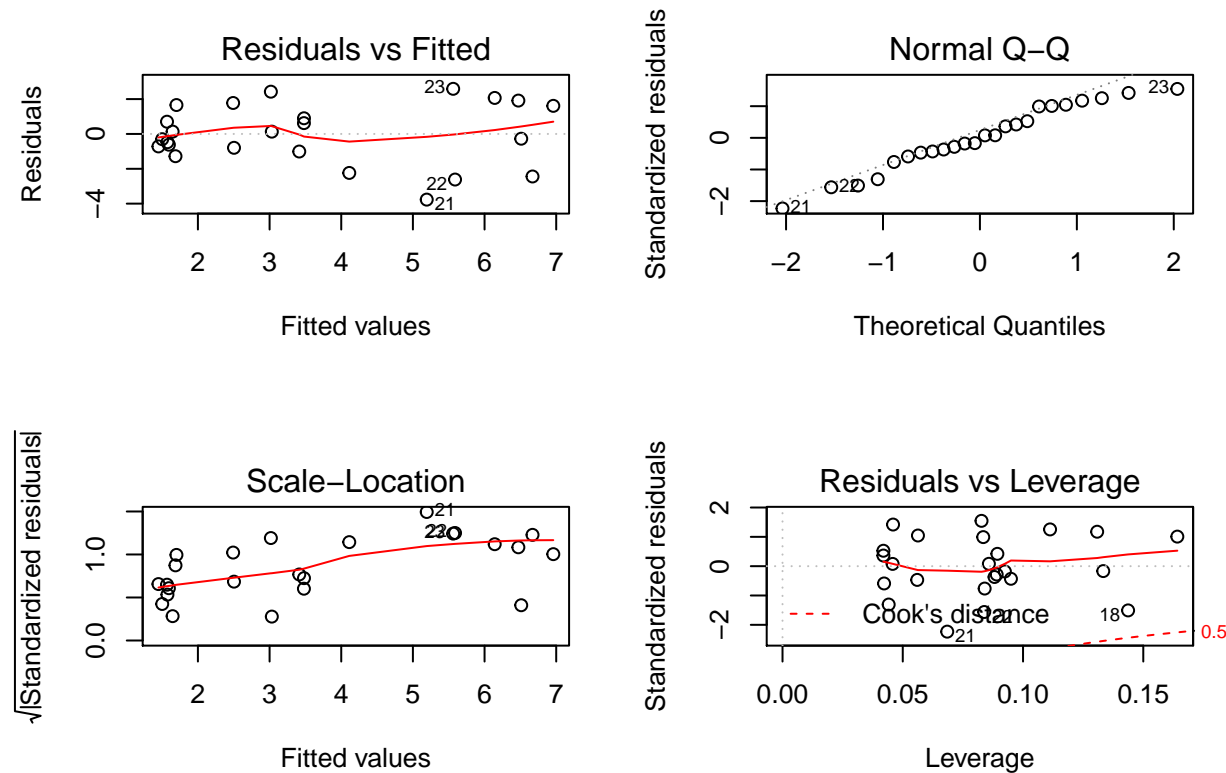 Residuals vs Fitted
Residuals
0
−4
23
22
21
2 3 4 5 6 7
Fitted values
Normal Q−Q
Standardized residuals
0
−2
23
22
21
−2 −1 0 1 2
Theoretical Quantiles
Scale−Location
√|Standardized residuals|
1.0
0.0
21
23
22
2 3 4 5 6 7
Fitted values
Residuals vs Leverage
Standardized residuals
2
0
−2
Cook's distance
22
18
21
0.5
0.00 0.05 0.10 0.15
Leverage